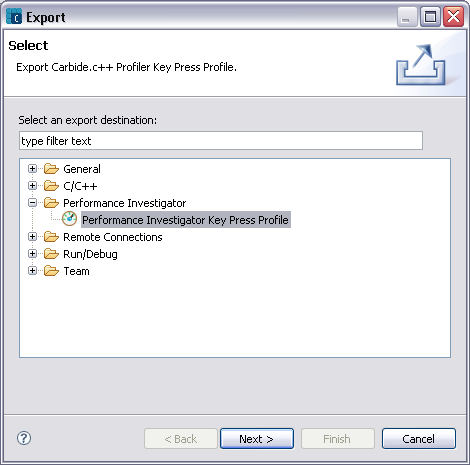 Export
Select
Export Carbide.c++ Profiler Key Press Profile.
Select an export destination:
type filter text
General
C/C++
Performance Investigator
Performance Investigator Key Press Profile
Remote Connections
Run/Debug
Team
? < Back Next > Finish Cancel